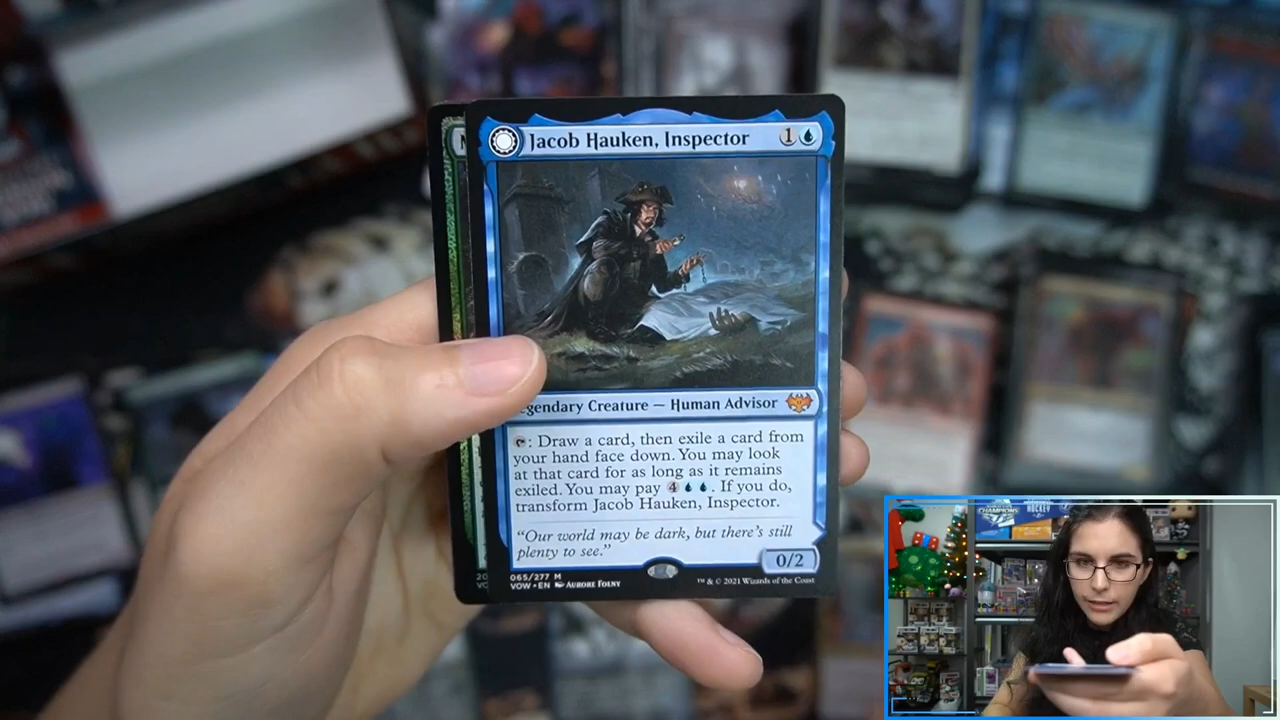 Jacob Hauken, Inspector 1
gendary Creature — Human Advisor
: Draw a card, then exile a card from
your hand face down. You may look
at that card for as long as it remains
exiled. You may pay 4. If you do,
transform Jacob Hauken, Inspector.
“Our world may be dark, but there’s still
plenty to see.”
0/2
065/277 M
VOW • EN AURORE FOLNY
™ & © 2021 Wizards of the Coast
CHAMPIONS
HOCKEY